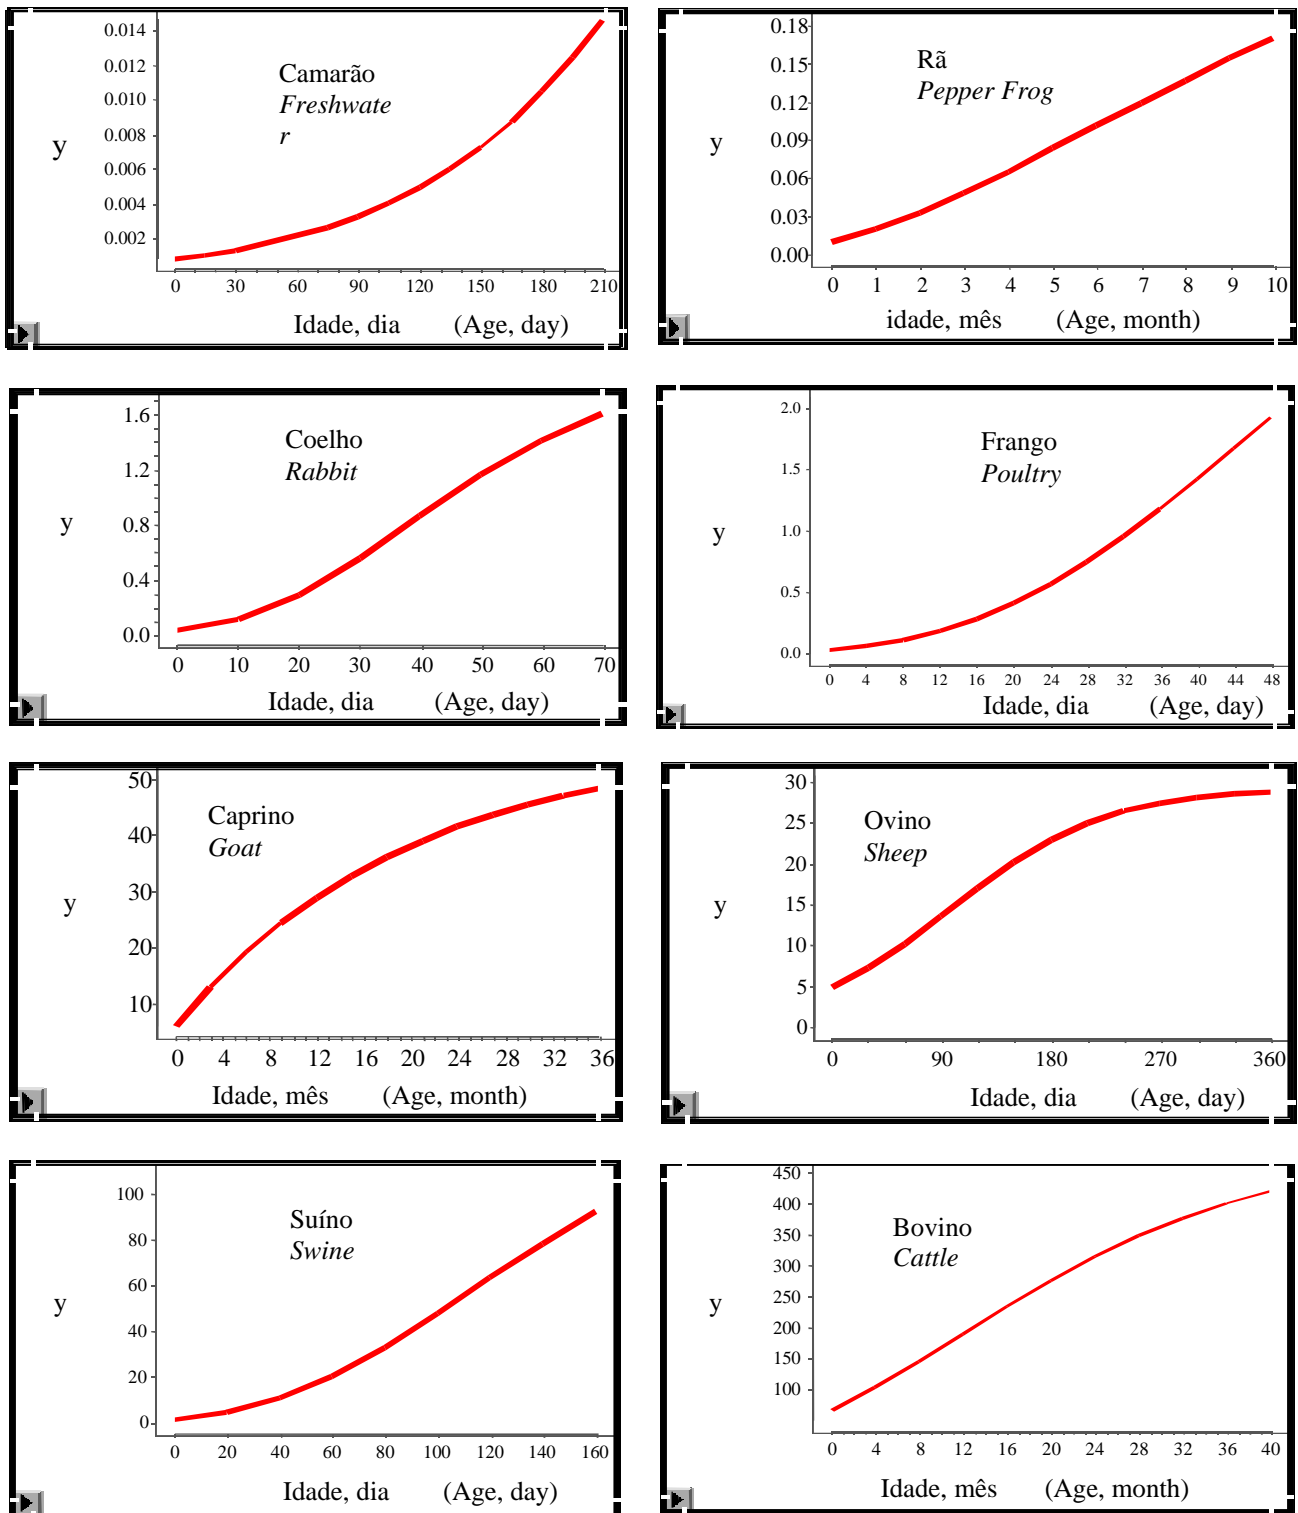 0.014
0.012
0.010
0.008
0.006
0.004
0.002
y
Camarão
Freshwate
r
0 30 60 90 120 150 180 210
Idade, dia (Age, day)
0.18
0.15
0.12
0.09
0.06
0.03
0.00
y
Rã
Pepper Frog
0 1 2 3 4 5 6 7 8 9 10
idade, mês (Age, month)
1.6
1.2
0.8
0.4
0.0
y
Coelho
Rabbit
0 10 20 30 40 50 60 70
Idade, dia (Age, day)
2.0
1.5
1.0
0.5
0.0
y
Frango
Poultry
0 4 8 12 16 20 24 28 32 36 40 44 48
Idade, dia (Age, day)
50
40
30
20
10
y
Caprino
Goat
0 4 8 12 16 20 24 28 32 36
Idade, mês (Age, month)
30
25
20
15
10
5
0
y
Ovino
Sheep
0 90 180 270 360
Idade, dia (Age, day)
100
80
60
40
20
0
y
Suíno
Swine
0 20 40 60 80 100 120 140 160
Idade, dia (Age, day)
450
400
350
300
250
200
150
100
y
Bovino
Cattle
0 4 8 12 16 20 24 28 32 36 40
Idade, mês (Age, month)